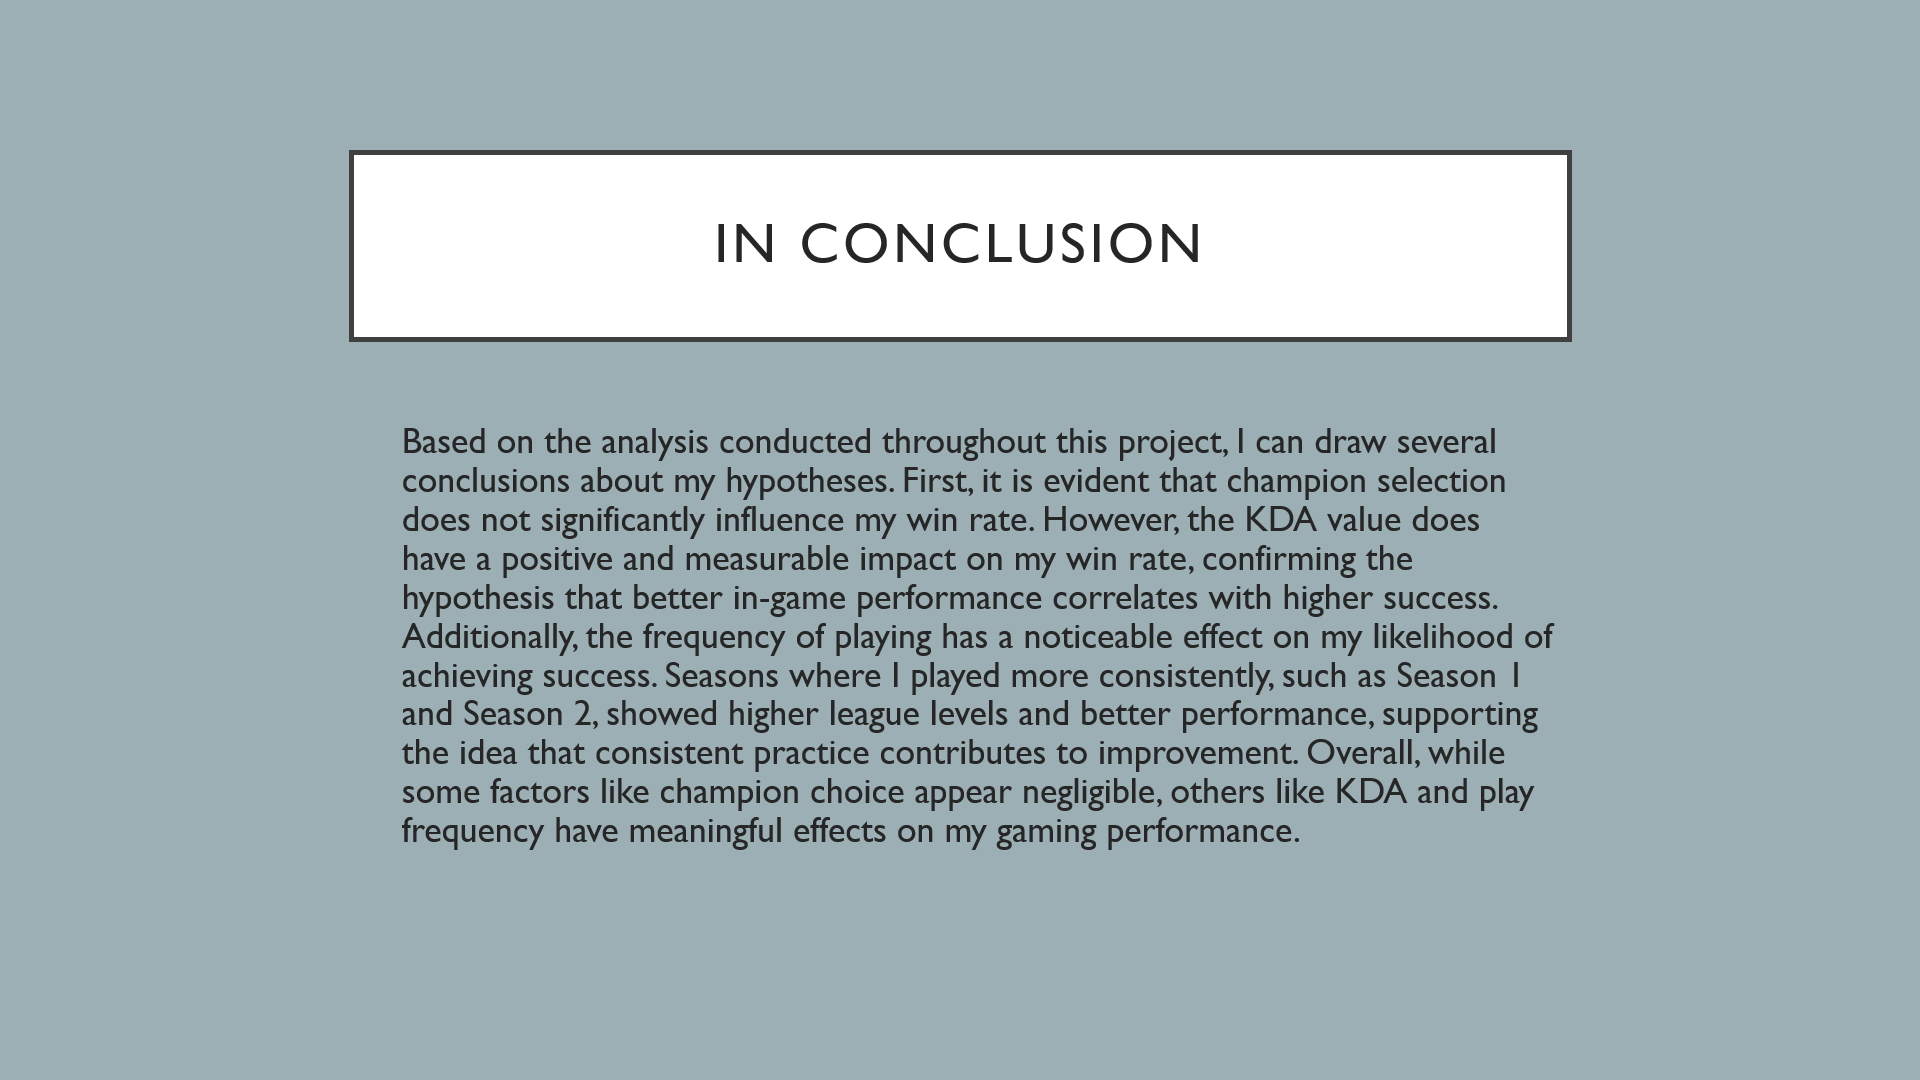 IN CONCLUSION
Based on the analysis conducted throughout this project, I can draw several
conclusions about my hypotheses. First, it is evident that champion selection
does not significantly influence my win rate. However, the KDA value does
have a positive and measurable impact on my win rate, confirming the
hypothesis that better in-game performance correlates with higher success.
Additionally, the frequency of playing has a noticeable effect on my likelihood of
achieving success. Seasons where I played more consistently, such as Season 1
and Season 2, showed higher league levels and better performance, supporting
the idea that consistent practice contributes to improvement. Overall, while
some factors like champion choice appear negligible, others like KDA and play
frequency have meaningful effects on my gaming performance.